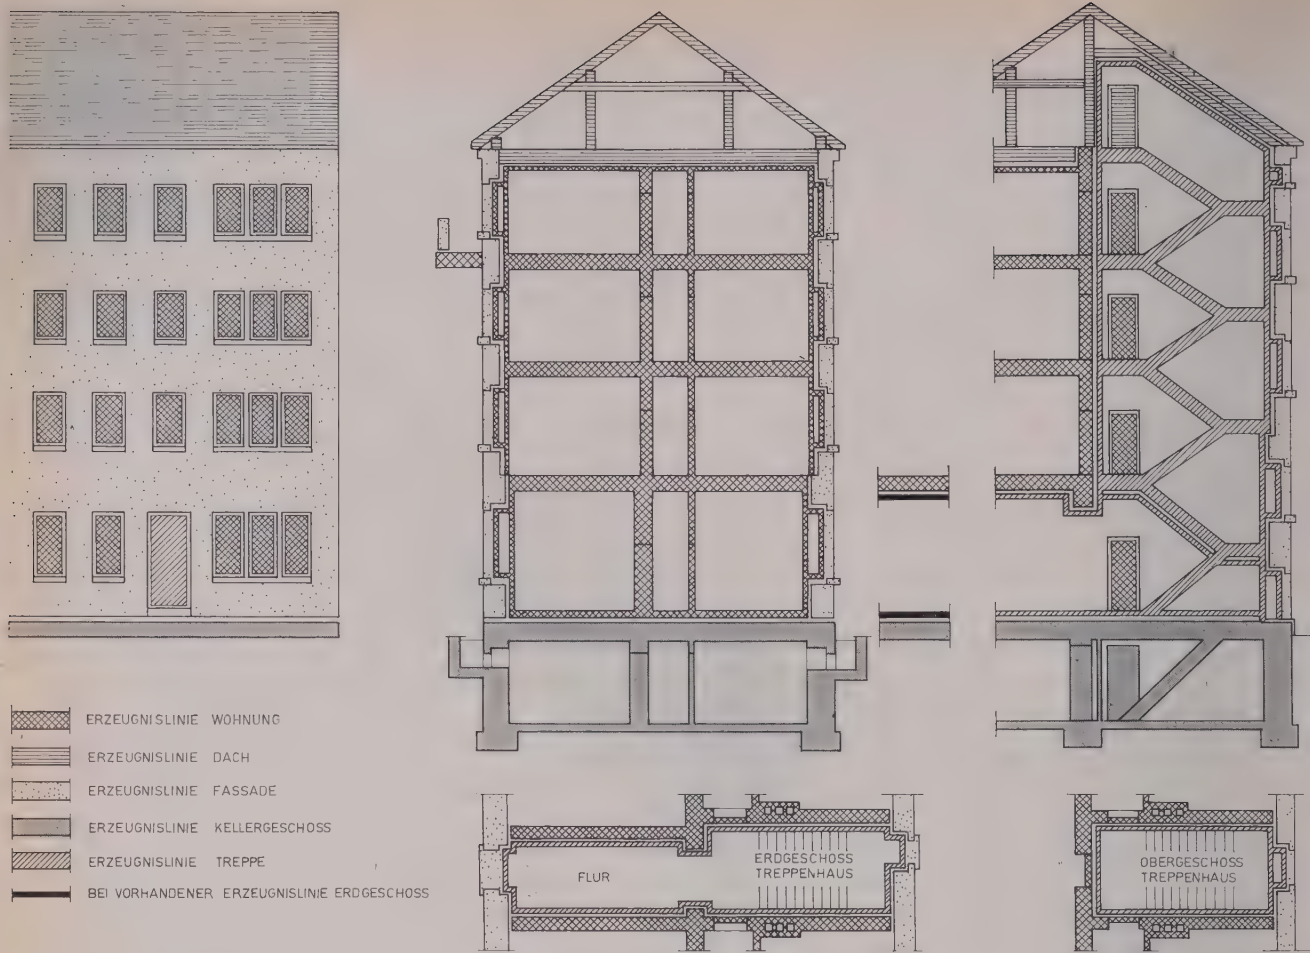 ERZEUGNISLINIE WOHNUNG
ERZEUGNISLINIE DACH
ERZEUGNISLINIE FASSADE
ERZEUGNISLINIE KELLERGESCHOSS
ERZEUGNISLINIE TREPPE
BEI VORHANDENER ERZEUGNISLINIE ERDGESCHOSS
FLUR
ERDGESCHOSS
TREPPENHAUS
OBERGESCHOSS
TREPPENHAUS